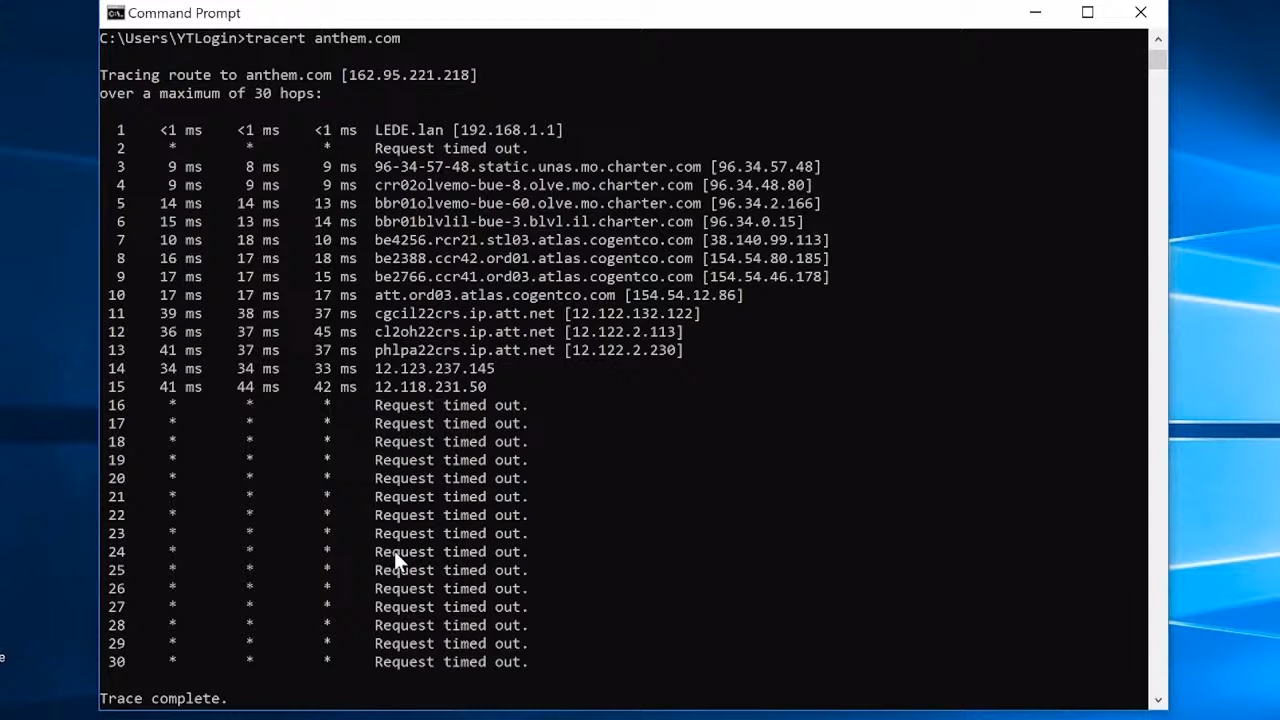 Command Prompt
C:\Users\YTLogin>tracert anthem.com
Tracing route to anthem.com [162.95.221.218]
over a maximum of 30 hops:
1 <1 ms <1 ms <1 ms LEDE.lan [192.168.1.1]
2 * * * Request timed out.
3 9 ms 8 ms 9 ms 96-34-57-48.static.unas.mo.charter.com [96.34.57.48]
4 9 ms 9 ms 9 ms crr02olvemo-bue-8.olve.mo.charter.com [96.34.48.80]
5 14 ms 14 ms 13 ms bbr01olvemo-bue-60.olve.mo.charter.com [96.34.2.166]
6 15 ms 13 ms 14 ms bbr01blvlil-bue-3.blvl.il.charter.com [96.34.0.15]
7 10 ms 18 ms 10 ms be4256.rcr21.stl03.atlas.cogentco.com [38.140.99.113]
8 16 ms 17 ms 18 ms be2388.ccr42.ord01.atlas.cogentco.com [154.54.80.185]
9 17 ms 17 ms 15 ms be2766.ccr41.ord03.atlas.cogentco.com [154.54.46.178]
10 17 ms 17 ms 17 ms att.ord03.atlas.cogentco.com [154.54.12.86]
11 39 ms 38 ms 37 ms cgcil22crs.ip.att.net [12.122.132.122]
12 36 ms 37 ms 45 ms cl2oh22crs.ip.att.net [12.122.2.113]
13 41 ms 37 ms 37 ms phlpa22crs.ip.att.net [12.122.2.230]
14 34 ms 34 ms 33 ms 12.123.237.145
15 41 ms 44 ms 42 ms 12.118.231.50
16 * * * Request timed out.
17 * * * Request timed out.
18 * * * Request timed out.
19 * * * Request timed out.
20 * * * Request timed out.
21 * * * Request timed out.
22 * * * Request timed out.
23 * * * Request timed out.
24 * * * Request timed out.
25 * * * Request timed out.
26 * * * Request timed out.
27 * * * Request timed out.
28 * * * Request timed out.
29 * * * Request timed out.
30 * * * Request timed out.
Trace complete.
e